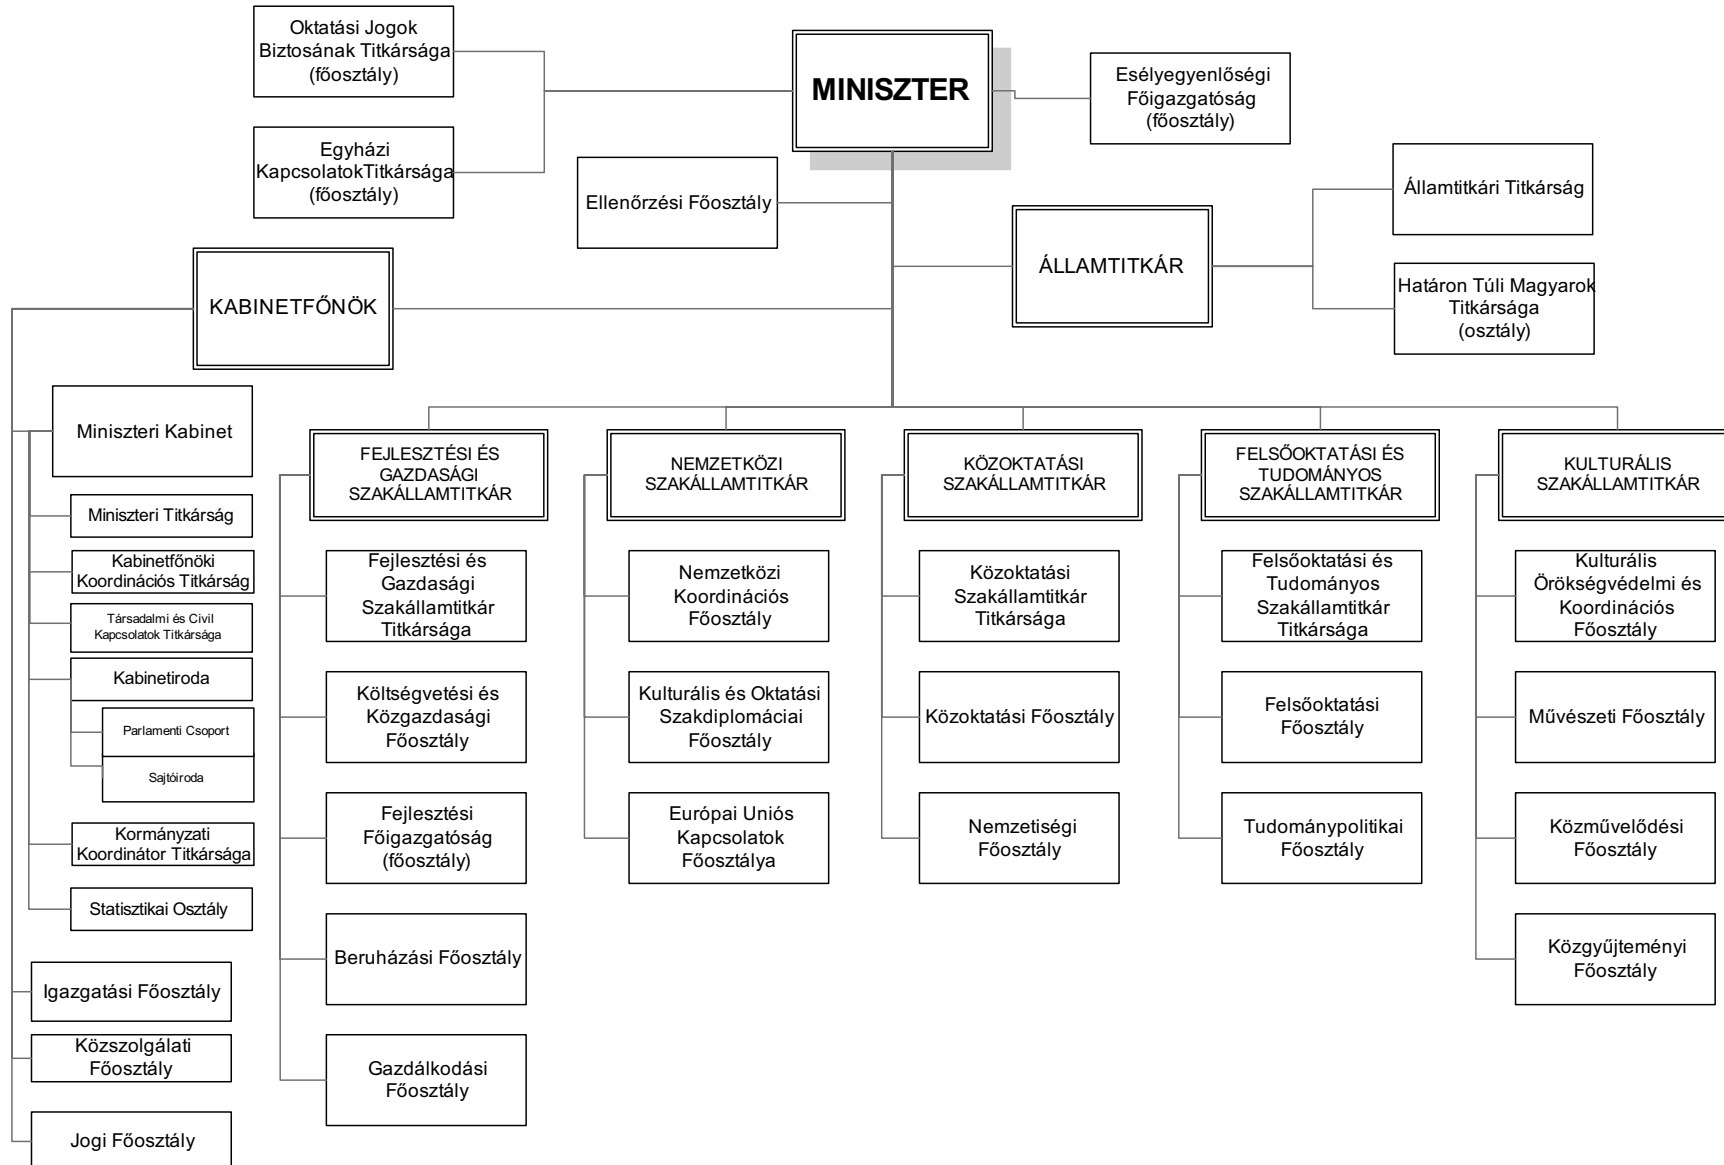 Oktatási Jogok
Biztosának Titkársága
(főosztály)
MINISZTER
Esélyegyenlőségi
Főigazgatóság
(főosztály)
Egyházi
KapcsolatokTitkársága
(főosztály)
Ellenőrzési Főosztály
Államtitkári Titkárság
ÁLLAMTITKÁR
Határon Túli Magyarok
Titkársága
(osztály)
KABINETFŐNÖK
Miniszteri Kabinet
Miniszteri Titkárság
Kabinetfőnöki
Koordinációs Titkárság
Társadalmi és Civil
Kapcsolatok Titkársága
Kabinetiroda
Parlamenti Csoport
Sajtóiroda
Kormányzati
Koordinátor Titkársága
Statisztikai Osztály
Igazgatási Főosztály
Közszolgálati
Főosztály
Jogi Főosztály
FEJLESZTÉSI ÉS
GAZDASÁGI
SZAKÁLLAMTITKÁR
Fejlesztési és
Gazdasági
Szakállamtitkár
Titkársága
Költségvetési és
Közgazdasági
Főosztály
Fejlesztési
Főigazgatóság
(főosztály)
Beruházási Főosztály
Gazdálkodási
Főosztály
NEMZETKÖZI
SZAKÁLLAMTITKÁR
Nemzetközi
Koordinációs
Főosztály
Kulturális és Oktatási
Szakdiplomáciai
Főosztály
Európai Uniós
Kapcsolatok
Főosztálya
KÖZOKTATÁSI
SZAKÁLLAMTITKÁR
Közoktatási
Szakállamtitkár
Titkársága
Közoktatási Főosztály
Nemzetiségi
Főosztály
FELSŐOKTATÁSI ÉS
TUDOMÁNYOS
SZAKÁLLAMTITKÁR
Felsőoktatási és
Tudományos
Szakállamtitkár
Titkársága
Felsőoktatási
Főosztály
Tudománypolitikai
Főosztály
KULTURÁLIS
SZAKÁLLAMTITKÁR
Kulturális
Örökségvédelmi és
Koordinációs
Főosztály
Művészeti Főosztály
Közművelődési
Főosztály
Közgyűjteményi
Főosztály